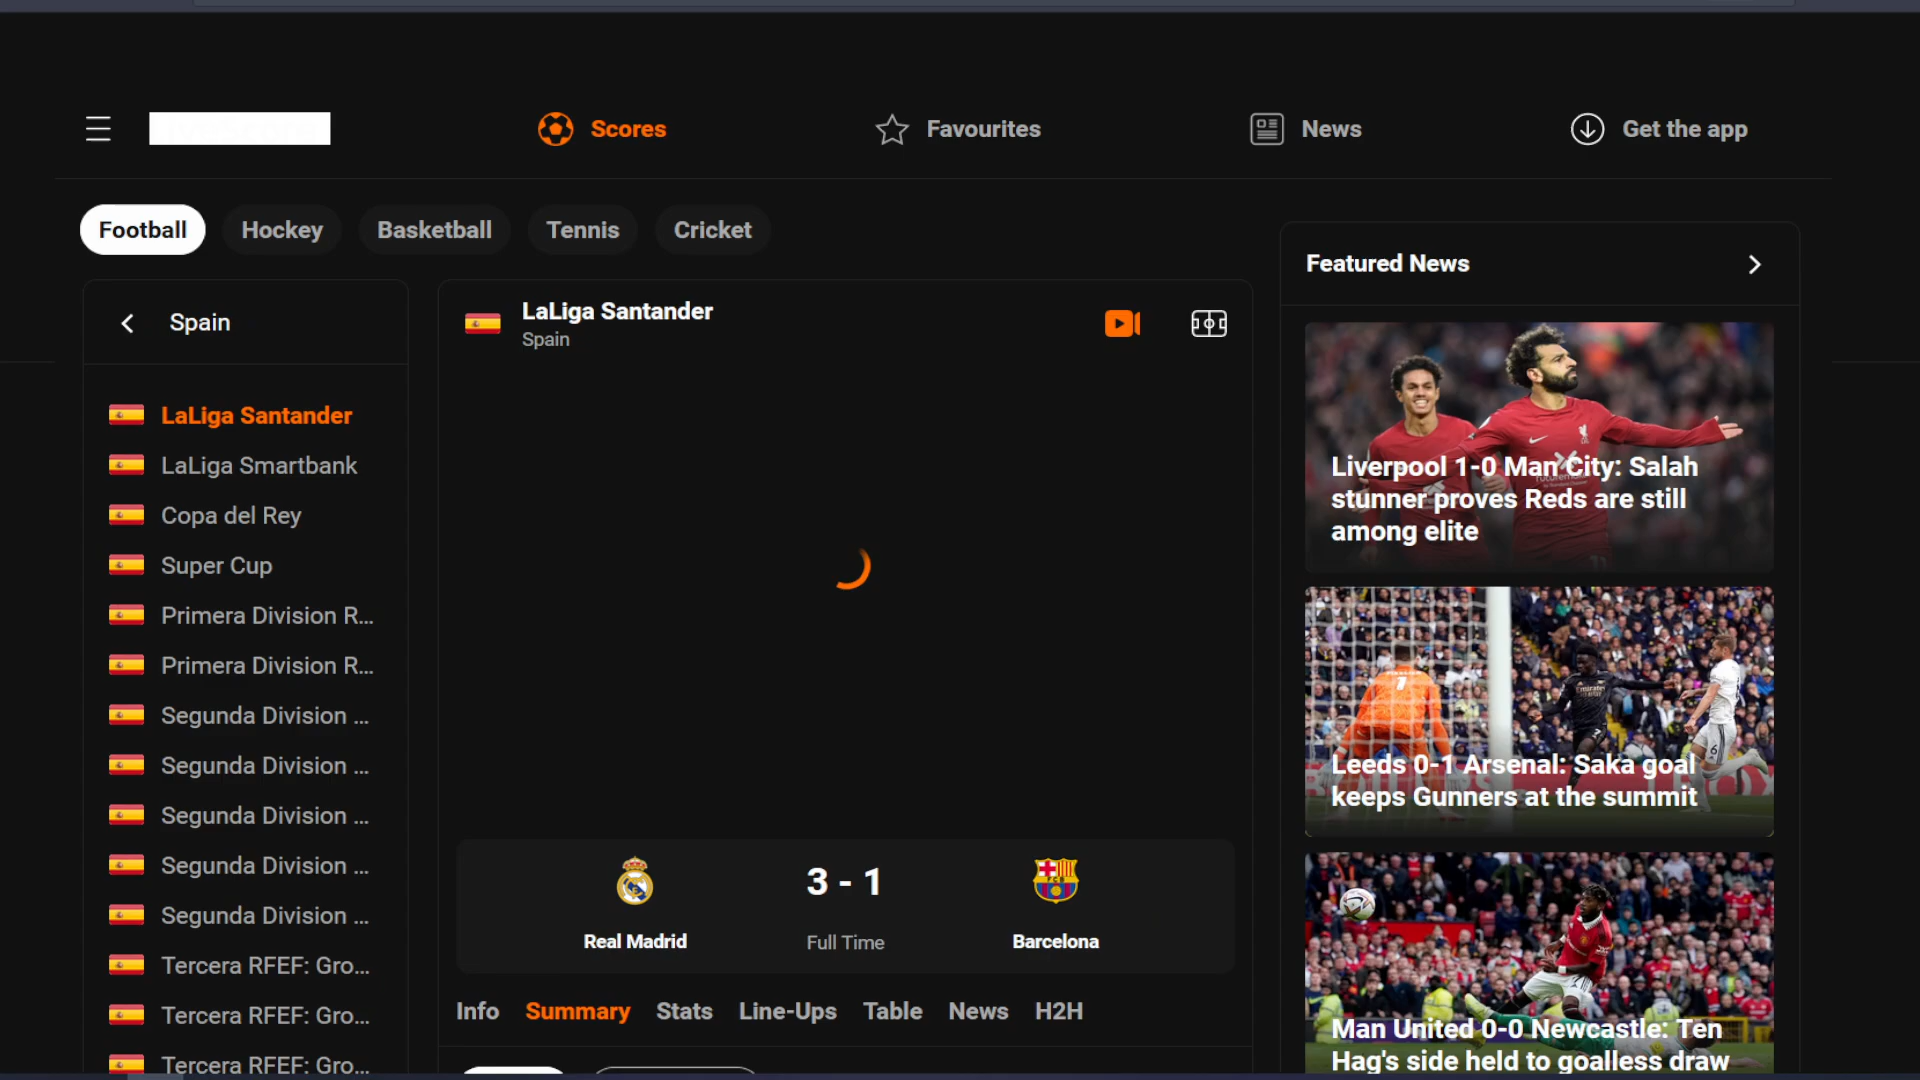 Scores
Favourites
News
Get the app
Football
Hockey
Basketball
Tennis
Cricket
Spain
LaLiga Santander
LaLiga Smartbank
Copa del Rey
Super Cup
Primera Division R...
Primera Division R...
Segunda Division ...
Segunda Division ...
Segunda Division ...
Segunda Division ...
Segunda Division ...
Tercera RFEF: Gro...
Tercera RFEF: Gro...
Tercera RFEF: Gro...
LaLiga Santander
Spain
3 - 1
Real Madrid
Full Time
Barcelona
Info
Summary
Stats
Line-Ups
Table
News
H2H
Featured News
Liverpool 1-0 Man City: Salah
stunner proves Reds are still
among elite
Leeds 0-1 Arsenal: Saka goal
keeps Gunners at the summit
Man United 0-0 Newcastle: Ten
Hag's side held to goalless draw